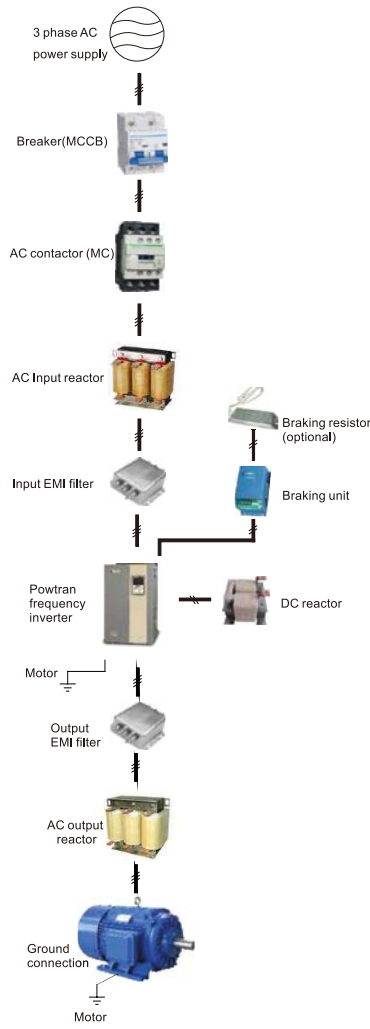 3 phase AC
power supply
Breaker(MCCB)
AC contactor (MC)
AC Input reactor
Braking resistor
(optional)
Input EMI filter
Braking unit
Powtran
frequency
inverter
DC reactor
Motor
Output
EMI filter
AC output
reactor
Ground
connection
Motor